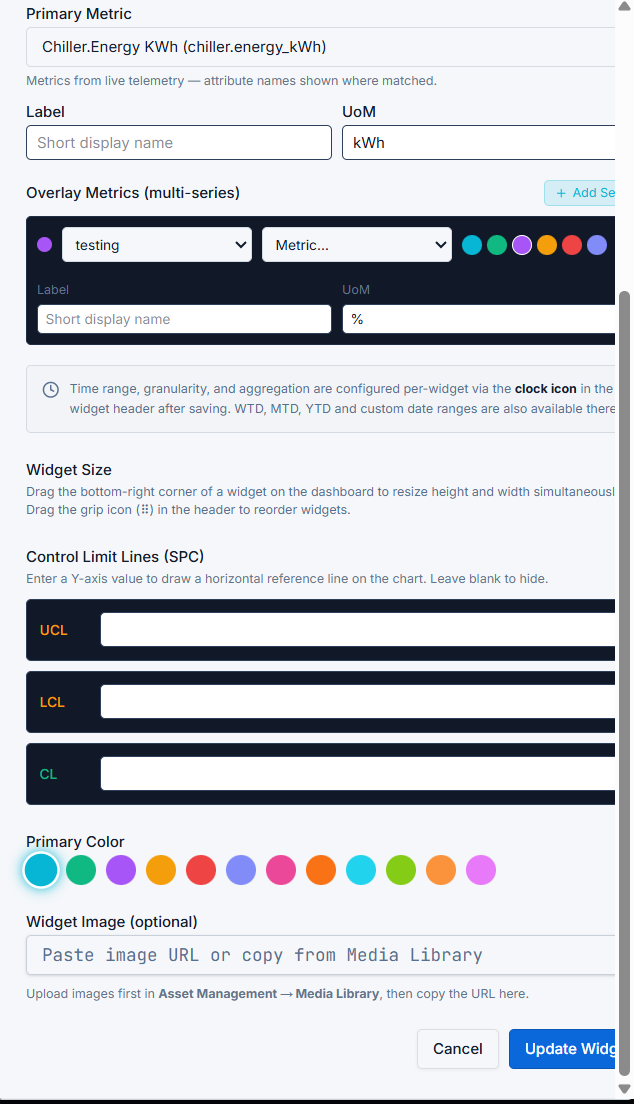 Primary Metric
Chiller.Energy KWh (chiller.energy_kWh)
Metrics from live telemetry — attribute names shown where matched.
Label UoM
Short display name kWh
Overlay Metrics (multi-series) + Add Se
testing Metric...
Label UoM
Short display name %
Time range, granularity, and aggregation are configured per-widget via the clock icon in the
widget header after saving. WTD, MTD, YTD and custom date ranges are also available there
Widget Size
Drag the bottom-right corner of a widget on the dashboard to resize height and width simultaneousl
Drag the grip icon (⠿) in the header to reorder widgets.
Control Limit Lines (SPC)
Enter a Y-axis value to draw a horizontal reference line on the chart. Leave blank to hide.
UCL
LCL
CL
Primary Color
Widget Image (optional)
Paste image URL or copy from Media Library
Upload images first in Asset Management → Media Library, then copy the URL here.
Cancel Update Widg